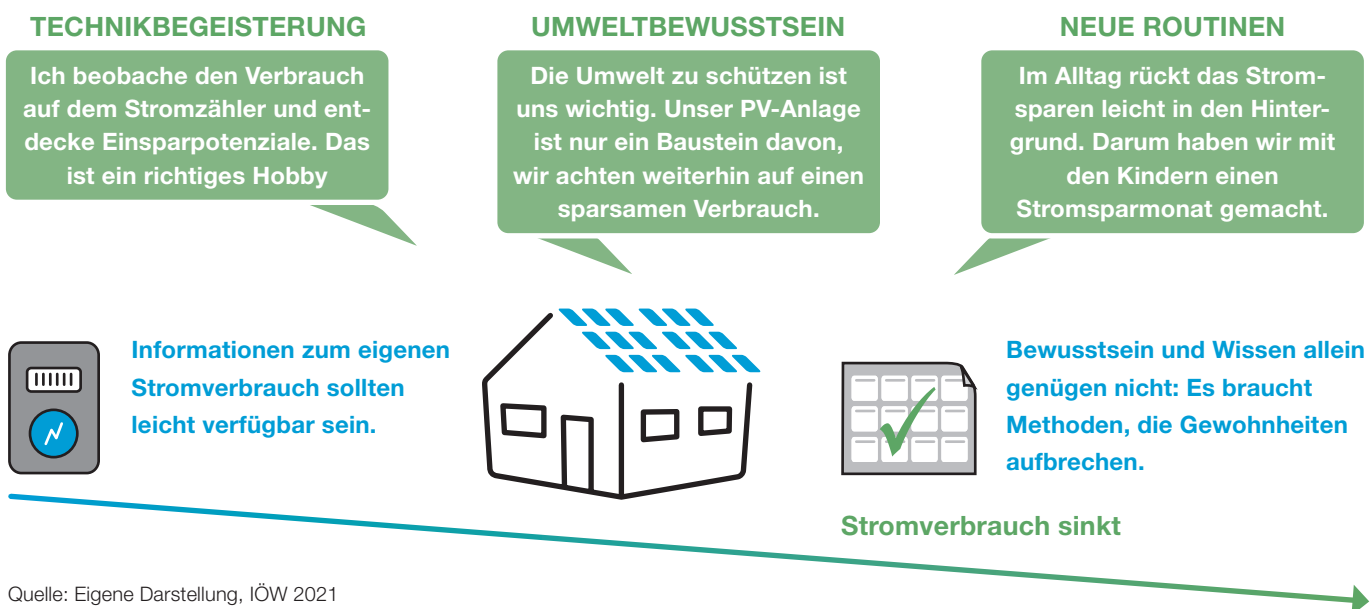 TECHNIKBEGEISTERUNG
Ich beobache den Verbrauch
auf dem Stromzähler und ent-
decke Einsparpotenziale. Das
ist ein richtiges Hobby
UMWELTBEWUSSTSEIN
Die Umwelt zu schützen ist
uns wichtig. Unser PV-Anlage
ist nur ein Baustein davon,
wir achten weiterhin auf einen
sparsamen Verbrauch.
NEUE ROUTINEN
Im Alltag rückt das Strom-
sparen leicht in den Hinter-
grund. Darum haben wir mit
den Kindern einen
Stromsparmonat gemacht.
Informationen zum eigenen
Stromverbrauch sollten
leicht verfügbar sein.
Bewusstsein und Wissen allein
genügen nicht: Es braucht
Methoden, die Gewohnheiten
aufbrechen.
Stromverbrauch sinkt
Quelle: Eigene Darstellung, IÖW 2021